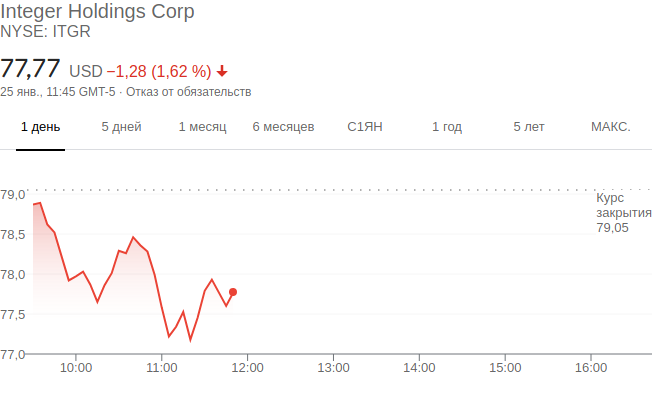 Integer Holdings Corp
NYSE: ITGR
77,77 USD −1,28 (1,62 %)
25 янв., 11:45 GMT-5 · Отказ от обязательств
1 день 5 дней 1 месяц 6 месяцев С1ЯН 1 год 5 лет МАКС.
79,0
Курс
закрытия
79,05
78,5
78,0
77,5
77,0
10:00 11:00 12:00 13:00 14:00 15:00 16:00